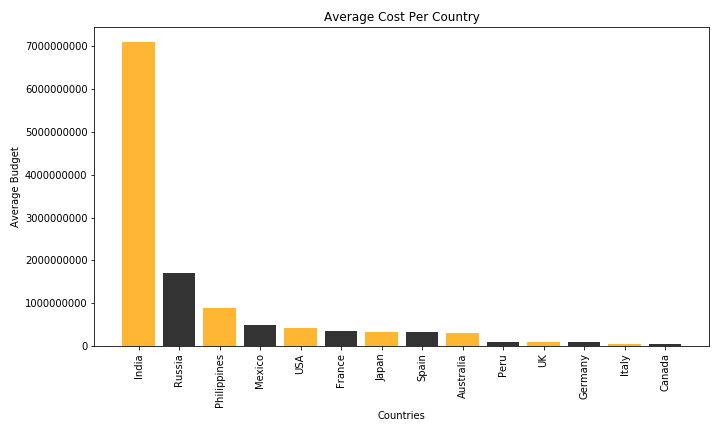 Average Cost Per Country
Average Budget
7000000000
6000000000
5000000000
4000000000
3000000000
2000000000
1000000000
0
India
Russia
Philippines
Mexico
USA
France
Japan
Spain
Australia
Peru
UK
Germany
Italy
Canada
Countries